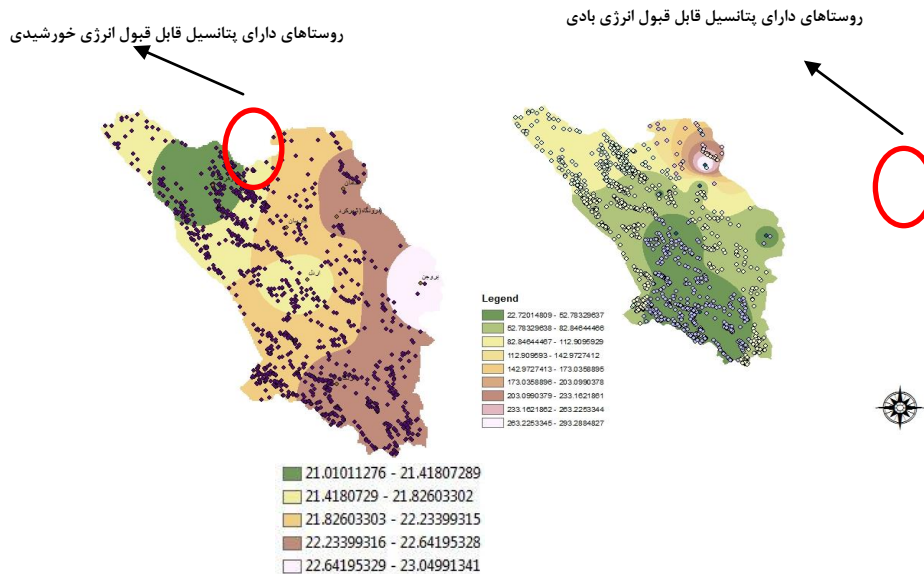 روستاهای دارای پتانسیل قابل قبول انرژی بادی
روستاهای دارای پتانسیل قابل قبول انرژی خورشیدی
اردل
بروجن
Legend
22.72014809 - 52.78329637
52.78329638 - 82.84644466
82.84644467 - 112.9095929
112.909593 - 142.9727412
142.9727413 - 173.0358895
173.0358896 - 203.0990378
203.0990379 - 233.1621861
233.1621862 - 263.2253344
263.2253345 - 293.2884827
21.01011276 - 21.41807289
21.4180729 - 21.82603302
21.82603303 - 22.23399315
22.23399316 - 22.64195328
22.64195329 - 23.04991341